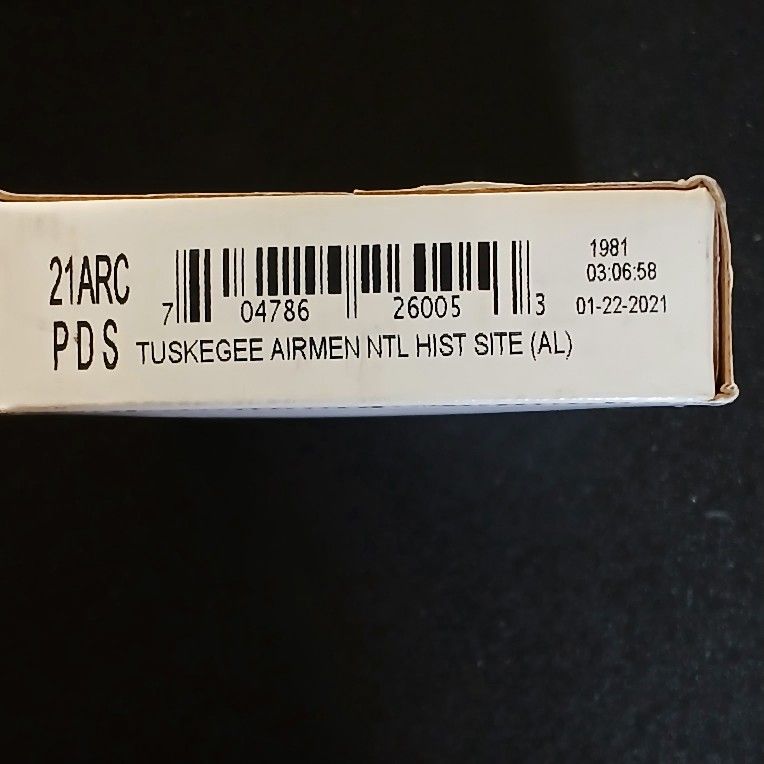 21ARC
PDS
7 04786 26005 3
TUSKEGEE AIRMEN NTL HIST SITE (AL)
1981
03:06:58
01-22-2021